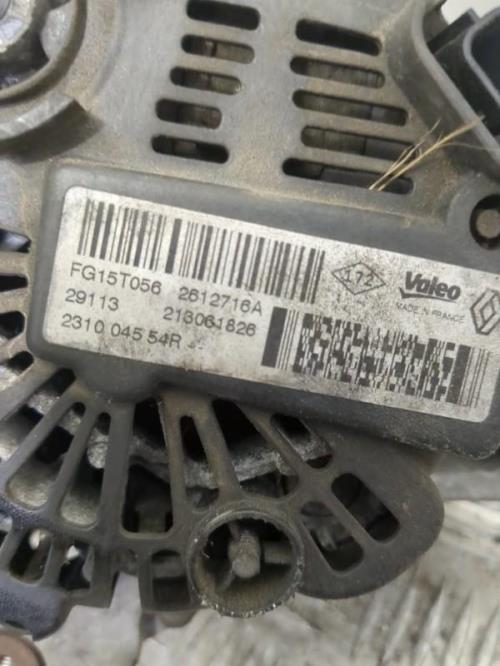 FG15T056 2612716A
172
Valeo
MADE IN FRANCE
29113 213061826
2310 045 54R